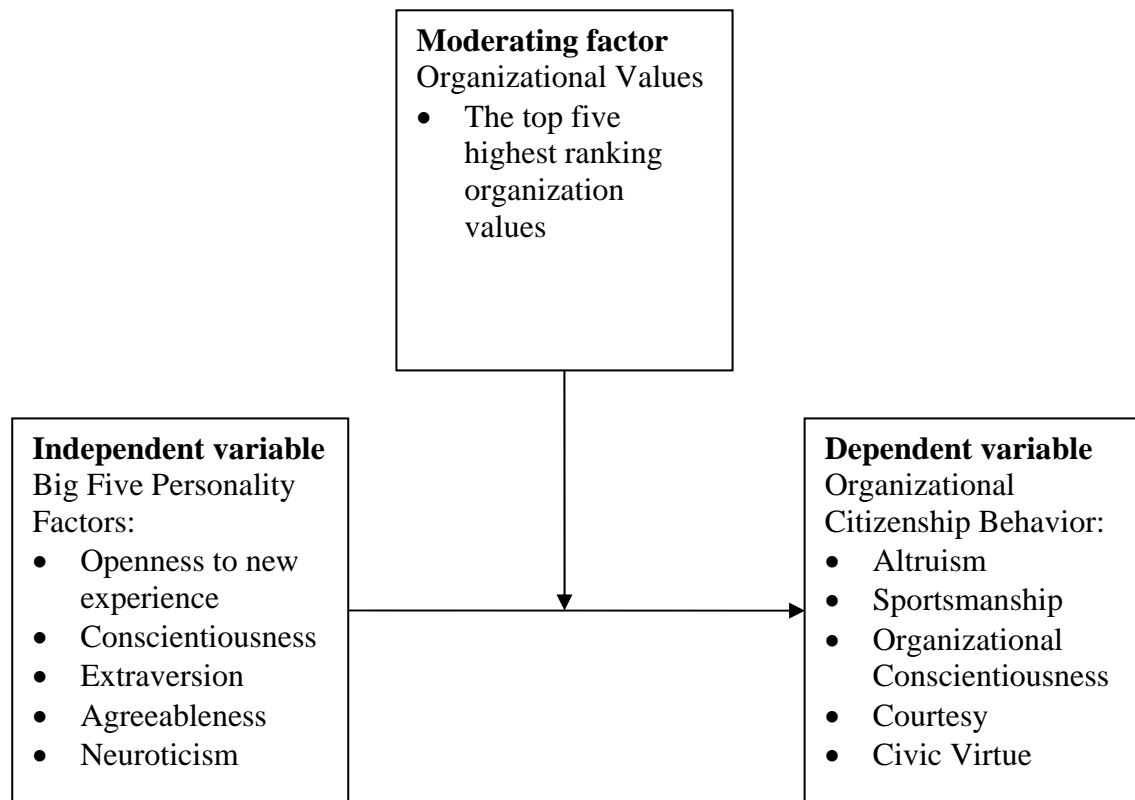 Moderating factor
Organizational Values
• The top five
highest ranking
organization
values
Independent variable
Big Five Personality
Factors:
• Openness to new
experience
• Conscientiousness
• Extraversion
• Agreeableness
• Neuroticism
Dependent variable
Organizational
Citizenship Behavior:
• Altruism
• Sportsmanship
• Organizational
Conscientiousness
• Courtesy
• Civic Virtue